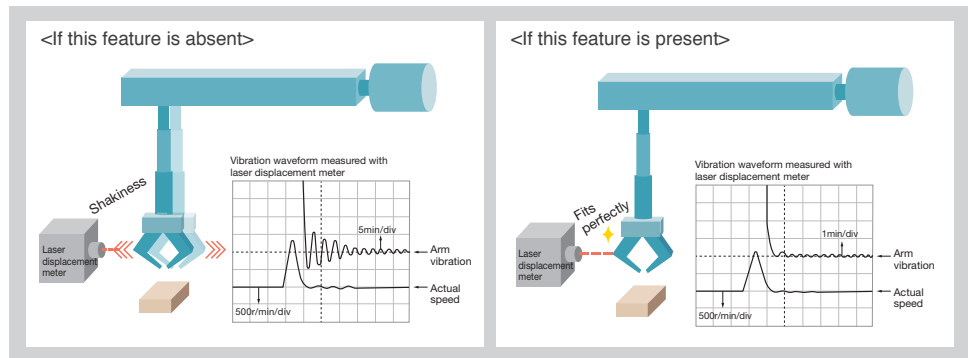 <If this feature is absent>
Vibration waveform measured with
laser displacement meter
Shakiness
5min/div
Laser
displacement
meter
Arm
vibration
Actual
speed
500r/min/div
<If this feature is present>
Vibration waveform measured with
laser displacement meter
Fits
perfectly
1min/div
Laser
displacement
meter
Arm
vibration
Actual
speed
500r/min/div